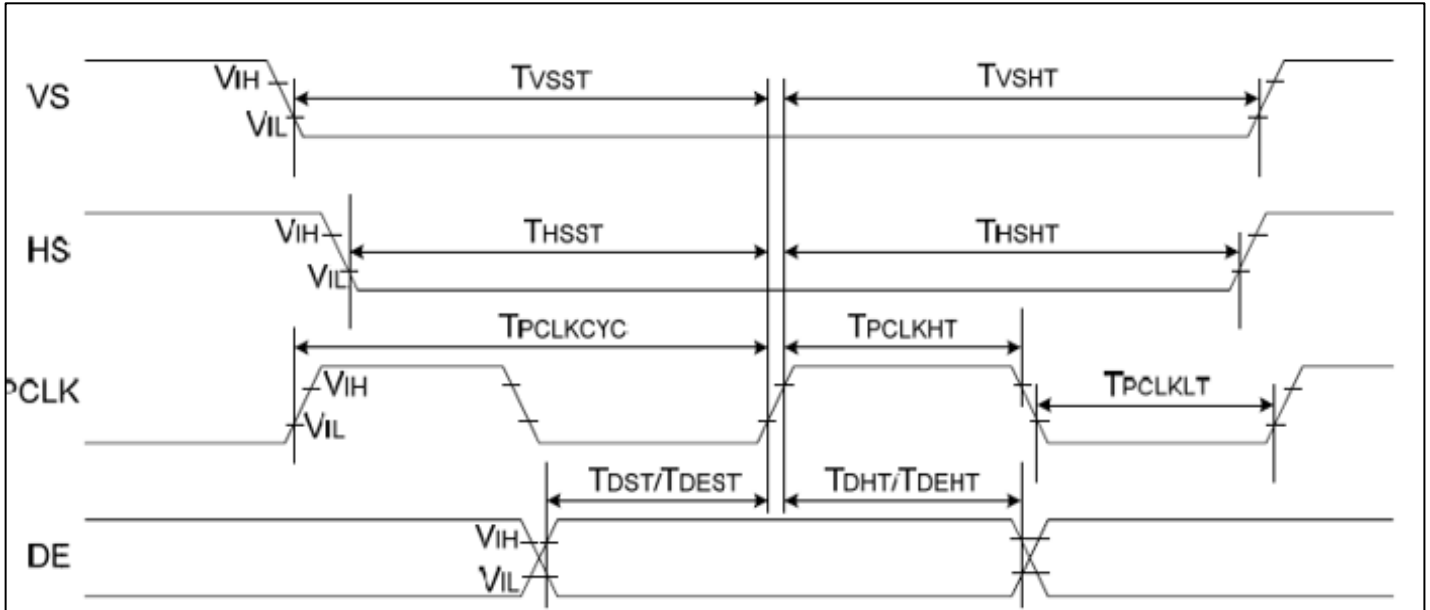 VS
VIH
VIL
TVSST
TVSHT
HS
VIH
VIL
THSST
THSHT
PCLK
TPCLKCYC
TPCLKHT
VIH
VIL
TPCLKLT
DE
TDST/TDEST
TDHT/TDEHT
VIH
VIL